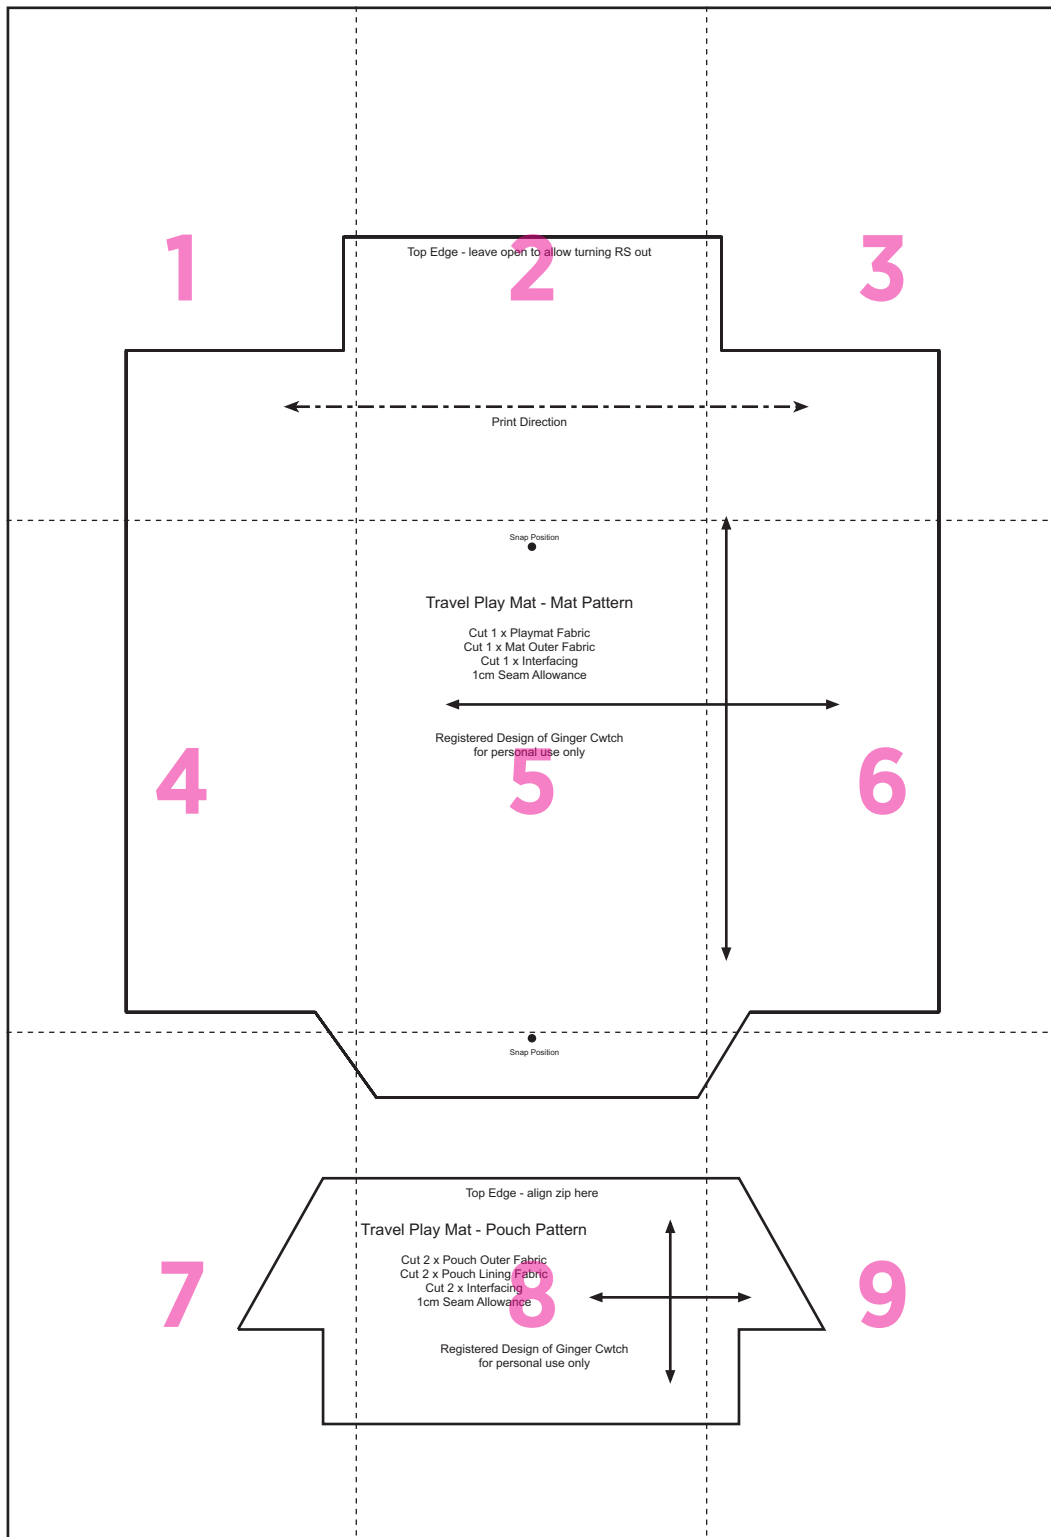 1
2
3
Top Edge - leave open to allow turning RS out
Print Direction
Snap Position
Travel Play Mat - Mat Pattern
Cut 1 x Playmat Fabric
Cut 1 x Mat Outer Fabric
Cut 1 x Interfacing
1cm Seam Allowance
Registered Design of Ginger Cwtch
for personal use only
4
5
6
Snap Position
Top Edge - align zip here
Travel Play Mat - Pouch Pattern
Cut 2 x Pouch Outer Fabric
Cut 2 x Pouch Lining Fabric
Cut 2 x Interfacing
1cm Seam Allowance
7
8
9
Registered Design of Ginger Cwtch
for personal use only